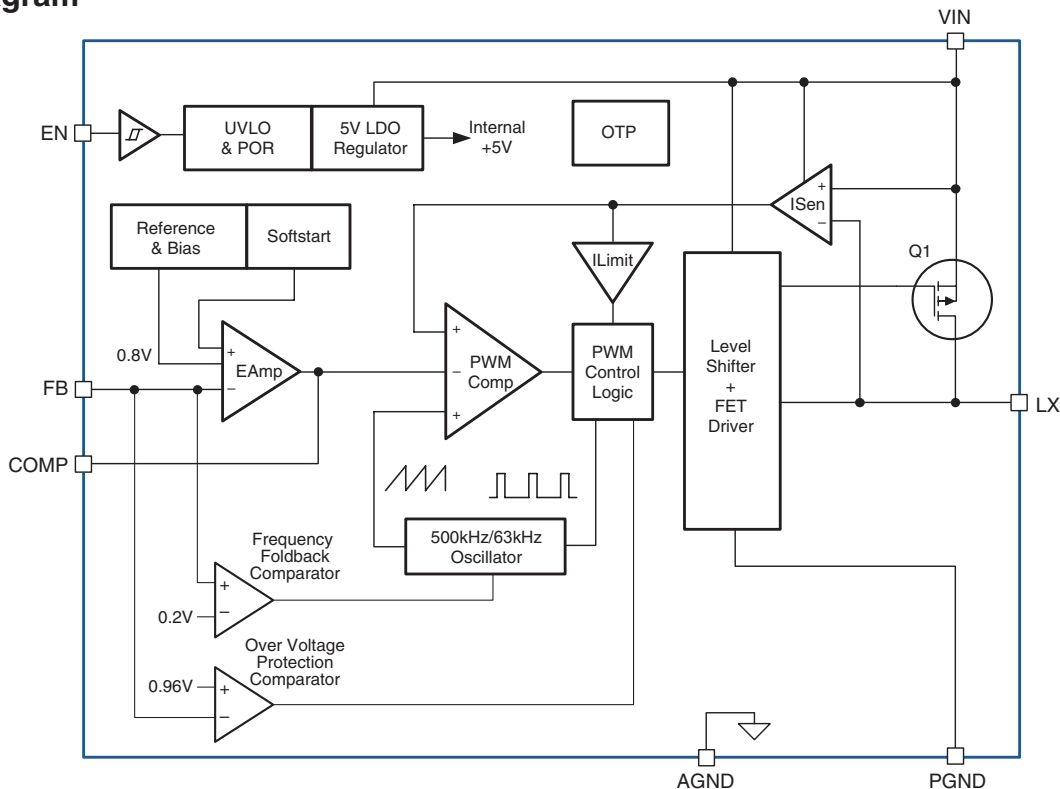 gram
VIN
EN
UVLO
& POR
5V LDO
Regulator
Internal
+5V
OTP
+
ISen
−
Reference
& Bias
Softstart
ILimit
Q1
0.8V
+
EAmp
−
FB
+
PWM
Comp
−
+
PWM
Control
Logic
Level
Shifter
+
FET
Driver
LX
COMP
500kHz/63kHz
Oscillator
Frequency
Foldback
Comparator
+
0.2V
−
Over Voltage
Protection
Comparator
0.96V
+
−
AGND
PGND